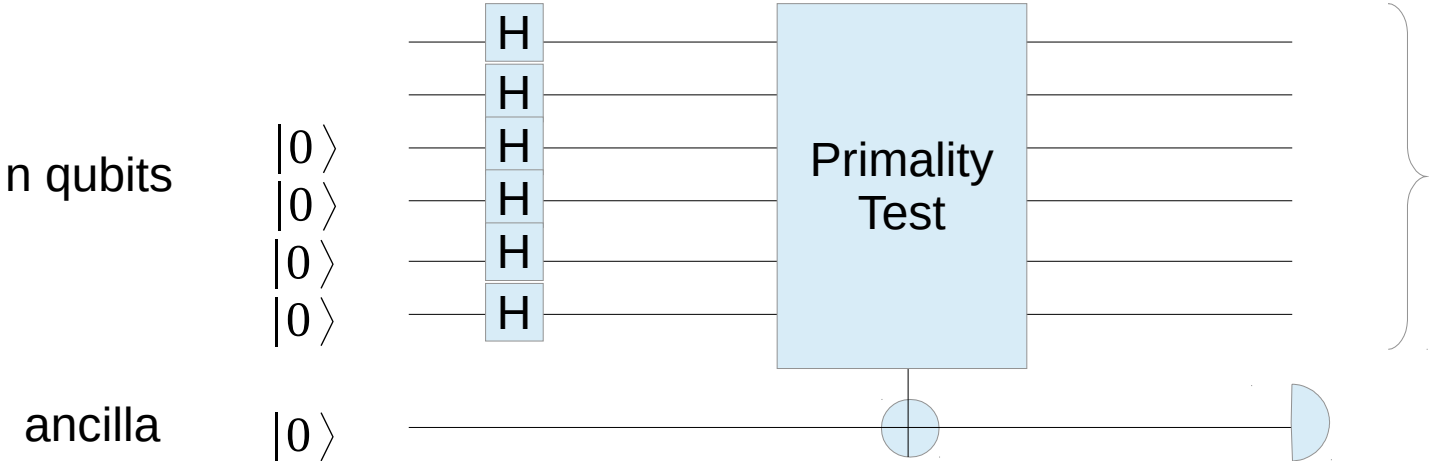 H
H
|0⟩
H
n qubits
|0⟩
H
Primality
Test
|0⟩
H
|0⟩
H
ancilla
|0⟩